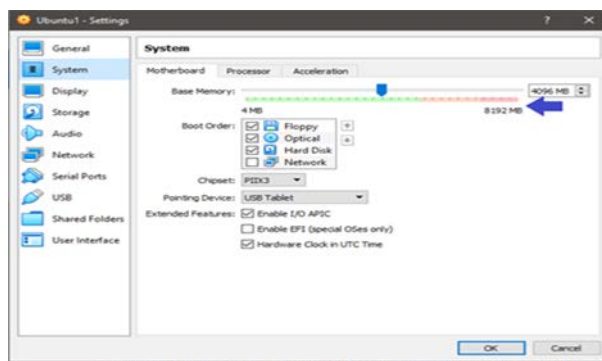 Ubuntu1 - Settings
? ×
General
System
Display
Storage
Audio
Network
Serial Ports
USB
Shared Folders
User Interface
System
Motherboard Processor Acceleration
Base Memory: 4096 MB
4 MB 8192 MB
Boot Order: Floppy
Optical
Hard Disk
Network
Chipset: PIIX3
Pointing Device: USB Tablet
Extended Features: Enable I/O APIC
Enable EFI (special OSes only)
Hardware Clock in UTC Time
OK Cancel